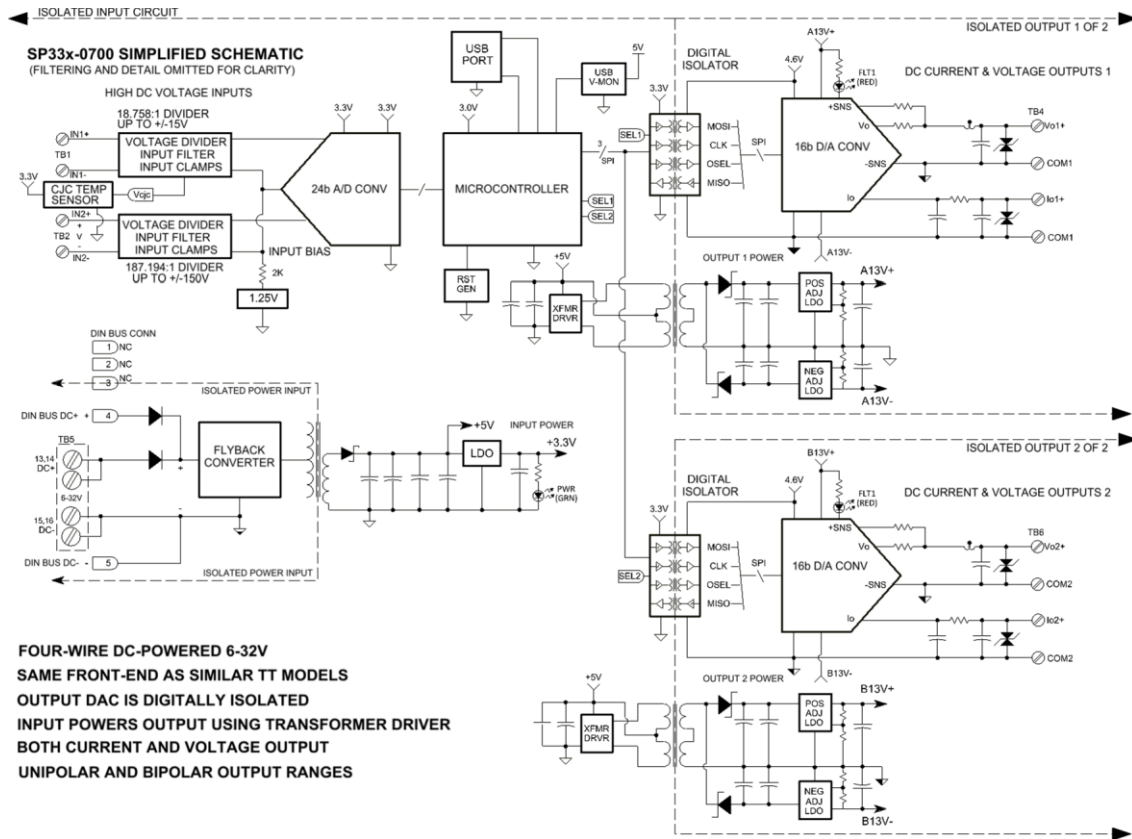 ISOLATED INPUT CIRCUIT
ISOLATED OUTPUT 1 OF 2
SP33x-0700 SIMPLIFIED SCHEMATIC
(FILTERING AND DETAIL OMITTED FOR CLARITY)
HIGH DC VOLTAGE INPUTS
18.758:1 DIVIDER
UP TO +/-15V
IN1+
TB1
IN1-
VOLTAGE DIVIDER
INPUT FILTER
INPUT CLAMPS
3.3V
CJC TEMP
SENSOR
Vcjc
IN2+
+
V
TB2
-
IN2-
VOLTAGE DIVIDER
INPUT FILTER
INPUT CLAMPS
187.194:1 DIVIDER
UP TO +/-150V
INPUT BIAS
2K
1.25V
3.3V
3.3V
24b A/D CONV
USB
PORT
3.0V
MICROCONTROLLER
RST
GEN
5V
USB
V-MON
3
SPI
SEL1
SEL2
DIGITAL
ISOLATOR
3.3V
SEL1
4.6V
MOSI
CLK
OSEL
MISO
SPI
A13V+
FLT1
(RED)
DC CURRENT & VOLTAGE OUTPUTS 1
+SNS
Vo
16b D/A CONV
-SNS
Io
A13V-
TB4
Vo1+
COM1
Io1+
COM1
OUTPUT 1 POWER
+5V
XFMR
DRVR
POS
ADJ
LDO
NEG
ADJ
LDO
A13V+
A13V-
DIN BUS CONN
1 NC
2 NC
3 NC
ISOLATED POWER INPUT
DIN BUS DC+ + 4
TB5
13,14
DC+
6-32V
15,16
DC-
DIN BUS DC- - 5
+
-
FLYBACK
CONVERTER
ISOLATED POWER INPUT
+5V
INPUT POWER
LDO
+3.3V
PWR
(GRN)
ISOLATED OUTPUT 2 OF 2
DIGITAL
ISOLATOR
3.3V
SEL2
4.6V
MOSI
CLK
OSEL
MISO
SPI
B13V+
FLT1
(RED)
DC CURRENT & VOLTAGE OUTPUTS 2
+SNS
Vo
16b D/A CONV
-SNS
Io
B13V-
TB6
Vo2+
COM2
Io2+
COM2
OUTPUT 2 POWER
+5V
XFMR
DRVR
POS
ADJ
LDO
NEG
ADJ
LDO
B13V+
B13V-
FOUR-WIRE DC-POWERED 6-32V
SAME FRONT-END AS SIMILAR TT MODELS
OUTPUT DAC IS DIGITALLY ISOLATED
INPUT POWERS OUTPUT USING TRANSFORMER DRIVER
BOTH CURRENT AND VOLTAGE OUTPUT
UNIPOLAR AND BIPOLAR OUTPUT RANGES